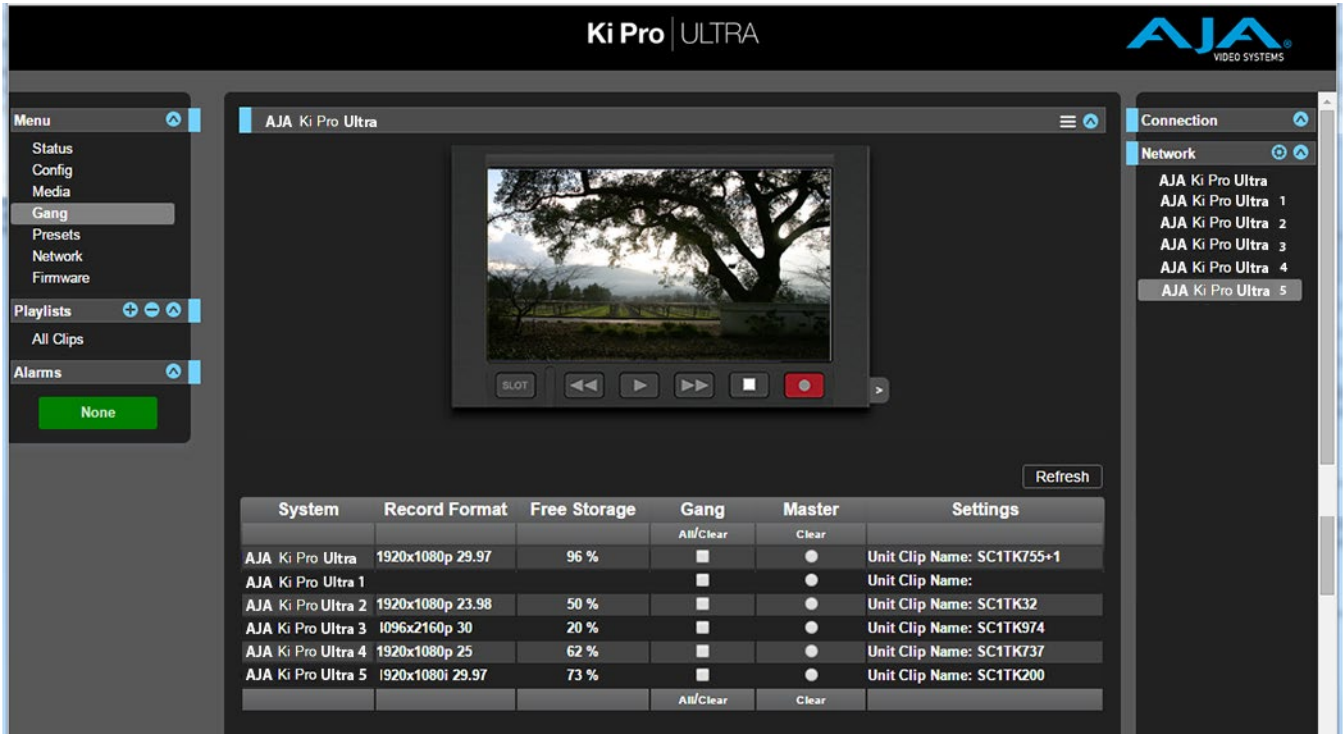 Ki Pro ULTRA
AJA
VIDEO SYSTEMS
Menu
Status
Config
Media
Gang
Presets
Network
Firmware
Playlists
All Clips
Alarms
None
AJA Ki Pro Ultra
SLOT
>
Refresh
System Record Format Free Storage Gang Master Settings
All/Clear Clear
AJA Ki Pro Ultra 1920x1080p 29.97 96 % Unit Clip Name: SC1TK755+1
AJA Ki Pro Ultra 1 Unit Clip Name:
AJA Ki Pro Ultra 2 1920x1080p 23.98 50 % Unit Clip Name: SC1TK32
AJA Ki Pro Ultra 3 4096x2160p 30 20 % Unit Clip Name: SC1TK974
AJA Ki Pro Ultra 4 1920x1080p 25 62 % Unit Clip Name: SC1TK737
AJA Ki Pro Ultra 5 1920x1080i 29.97 73 % Unit Clip Name: SC1TK200
All/Clear Clear
Connection
Network
AJA Ki Pro Ultra
AJA Ki Pro Ultra 1
AJA Ki Pro Ultra 2
AJA Ki Pro Ultra 3
AJA Ki Pro Ultra 4
AJA Ki Pro Ultra 5